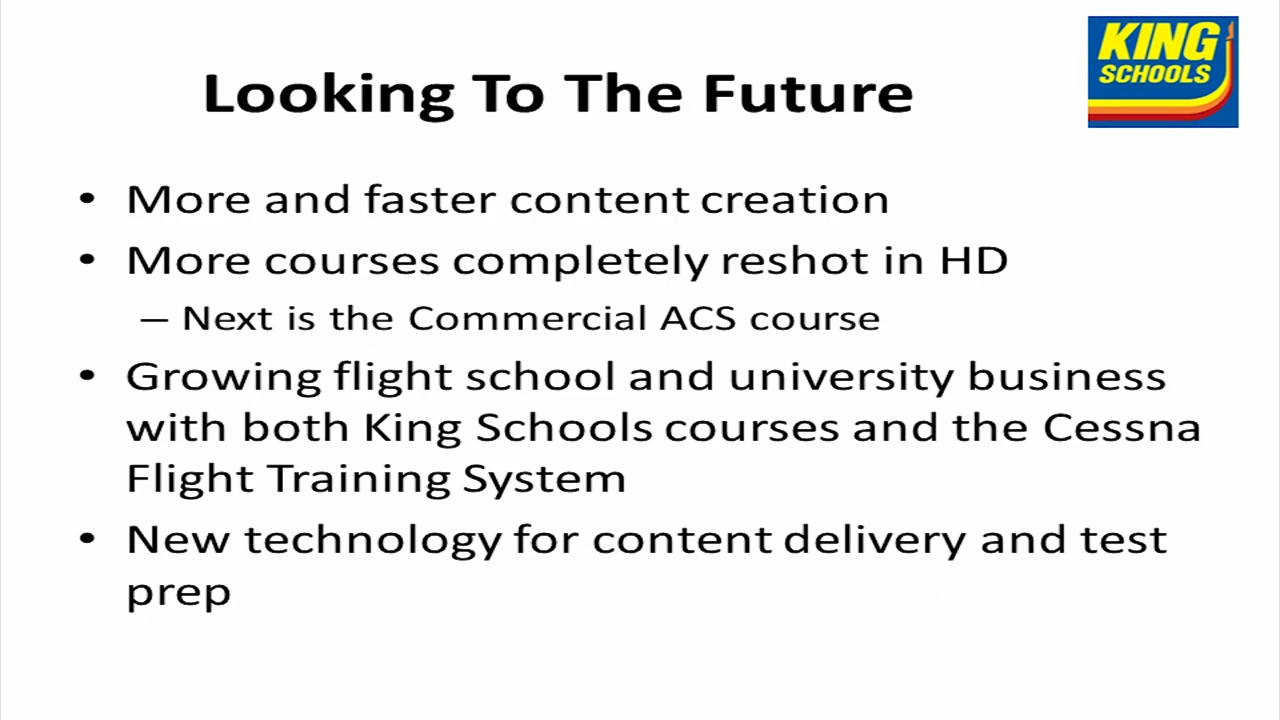 KING
SCHOOLS
Looking To The Future
• More and faster content creation
• More courses completely reshot in HD
– Next is the Commercial ACS course
• Growing flight school and university business
with both King Schools courses and the Cessna
Flight Training System
• New technology for content delivery and test
prep